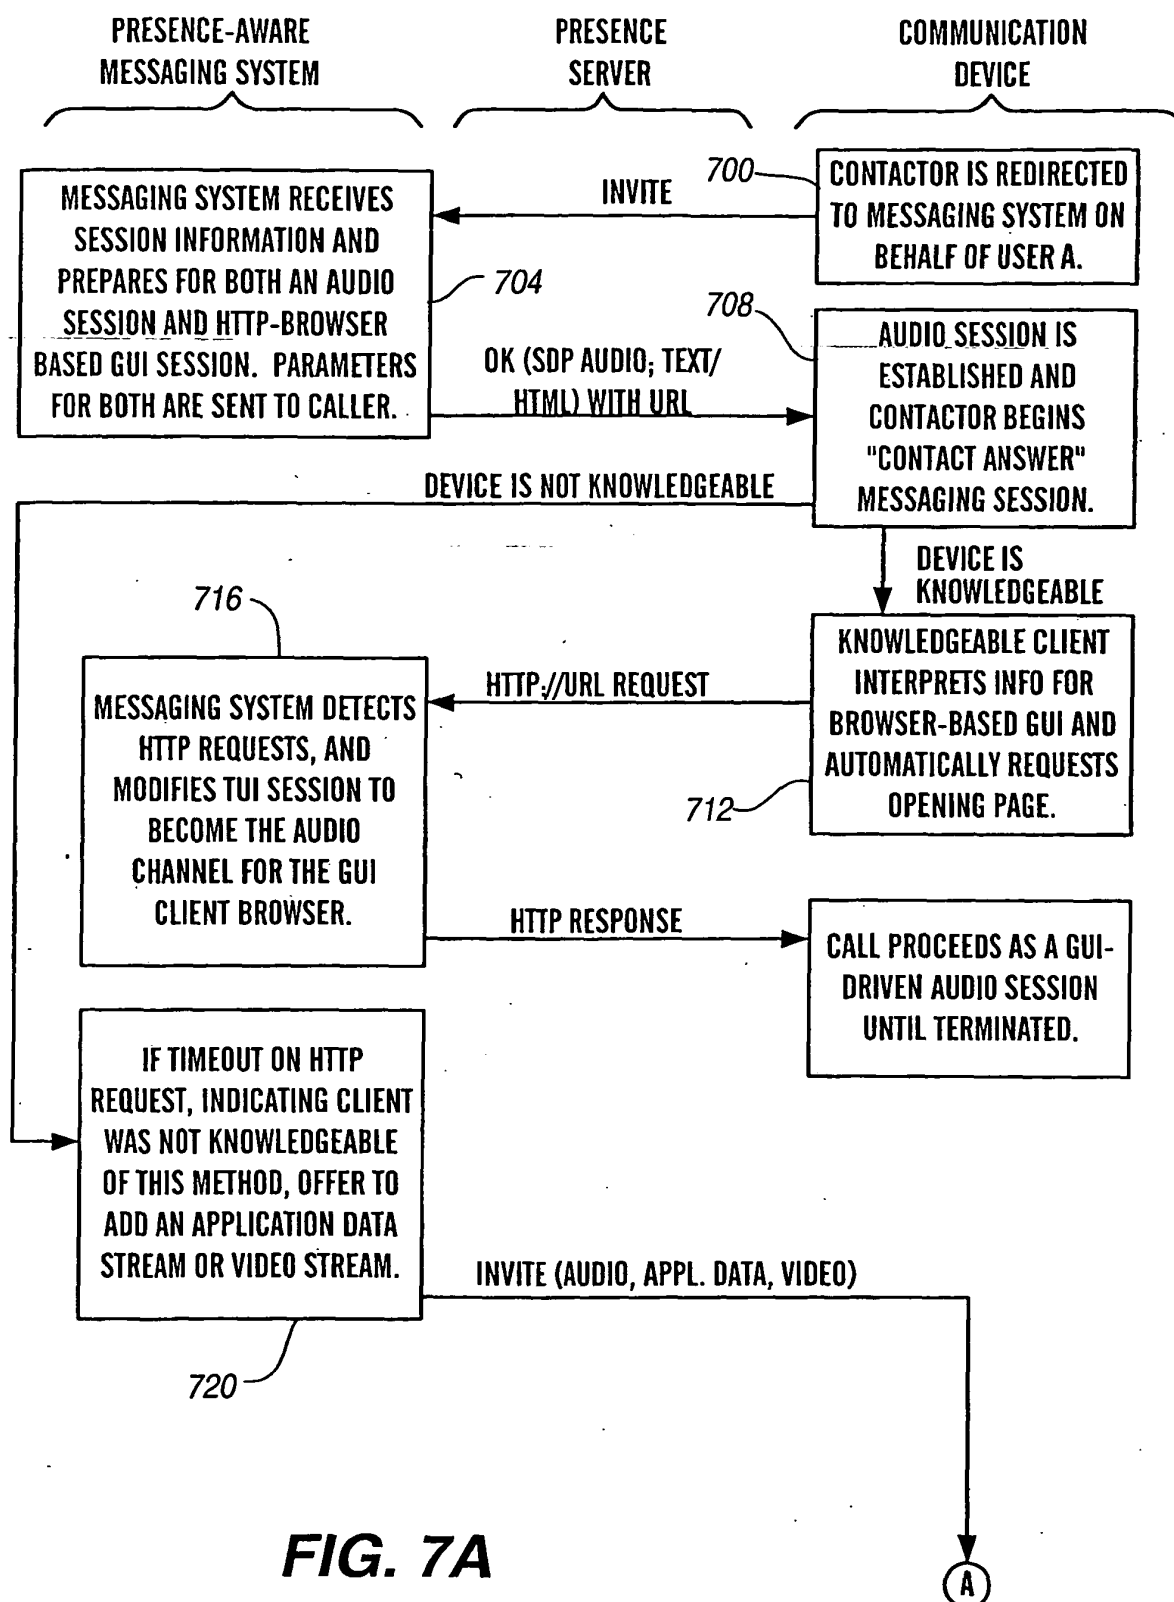 PRESENCE-AWARE
MESSAGING SYSTEM
PRESENCE
SERVER
COMMUNICATION
DEVICE
700
CONTACTOR IS REDIRECTED
TO MESSAGING SYSTEM ON
BEHALF OF USER A.
INVITE
MESSAGING SYSTEM RECEIVES
SESSION INFORMATION AND
PREPARES FOR BOTH AN AUDIO
SESSION AND HTTP-BROWSER
BASED GUI SESSION. PARAMETERS
FOR BOTH ARE SENT TO CALLER.
704
OK (SDP AUDIO; TEXT/
HTML) WITH URL
708
AUDIO SESSION IS
ESTABLISHED AND
CONTACTOR BEGINS
"CONTACT ANSWER"
MESSAGING SESSION.
DEVICE IS NOT KNOWLEDGEABLE
DEVICE IS
KNOWLEDGEABLE
KNOWLEDGEABLE CLIENT
INTERPRETS INFO FOR
BROWSER-BASED GUI AND
AUTOMATICALLY REQUESTS
OPENING PAGE.
712
HTTP://URL REQUEST
716
MESSAGING SYSTEM DETECTS
HTTP REQUESTS, AND
MODIFIES TUI SESSION TO
BECOME THE AUDIO
CHANNEL FOR THE GUI
CLIENT BROWSER.
HTTP RESPONSE
CALL PROCEEDS AS A GUI-
DRIVEN AUDIO SESSION
UNTIL TERMINATED.
IF TIMEOUT ON HTTP
REQUEST, INDICATING CLIENT
WAS NOT KNOWLEDGEABLE
OF THIS METHOD, OFFER TO
ADD AN APPLICATION DATA
STREAM OR VIDEO STREAM.
720
INVITE (AUDIO, APPL. DATA, VIDEO)
A
FIG. 7A